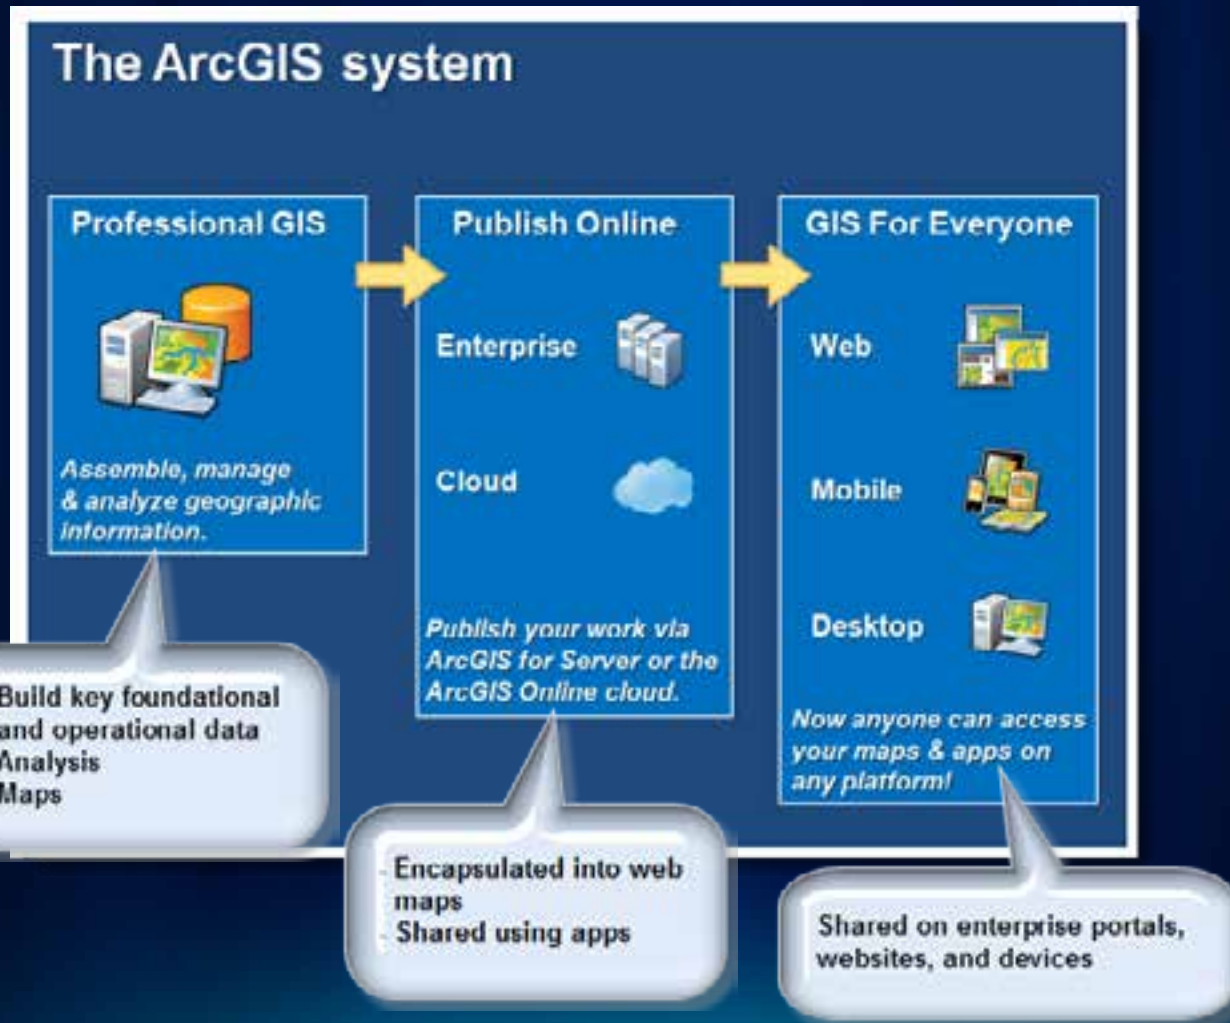 The ArcGIS system
Professional GIS
Assemble, manage
& analyze geographic
information.
Build key foundational
and operational data
Analysis
Maps
Publish Online
Enterprise
Cloud
Publish your work via
ArcGIS for Server or the
ArcGIS Online cloud.
- Encapsulated into web
maps
- Shared using apps
GIS For Everyone
Web
Mobile
Desktop
Now anyone can access
your maps & apps on
any platform!
Shared on enterprise portals,
websites, and devices